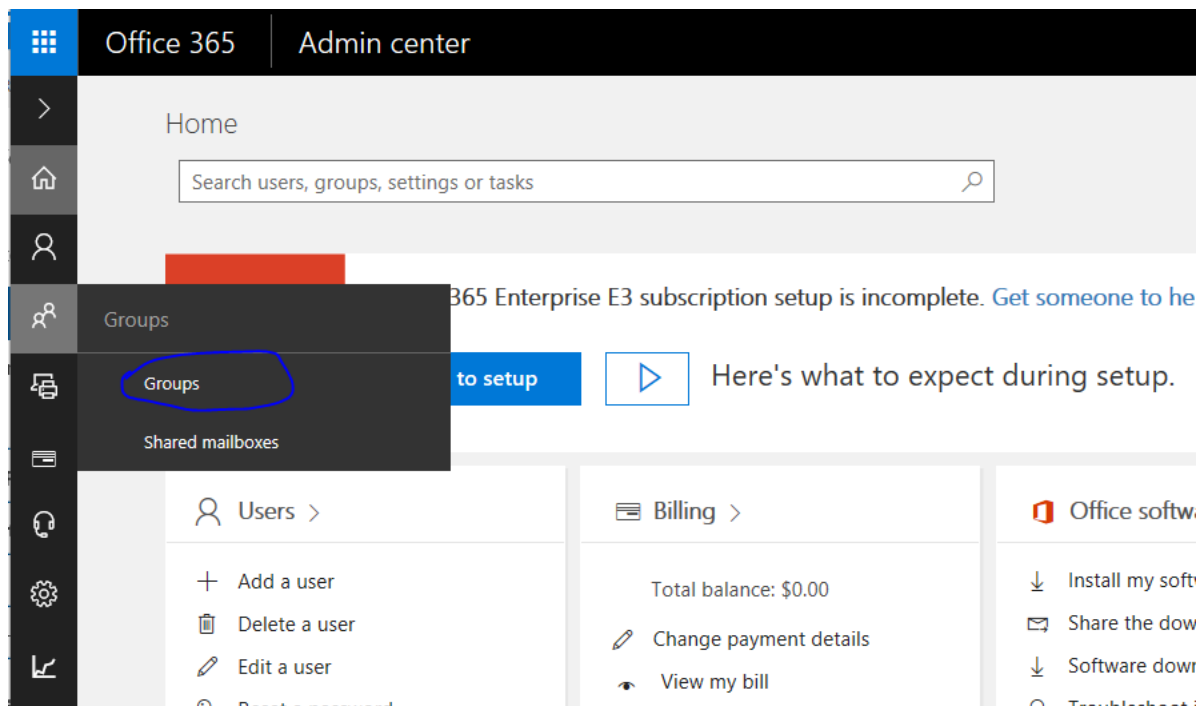 Office 365 Admin center
Home
Search users, groups, settings or tasks
365 Enterprise E3 subscription setup is incomplete. Get someone to he
Groups
Groups
Shared mailboxes
to setup
Here's what to expect during setup.
Users
Add a user
Delete a user
Edit a user
Billing
Total balance: $0.00
Change payment details
View my bill
Office softwa
Install my soft
Share the dow
Software down